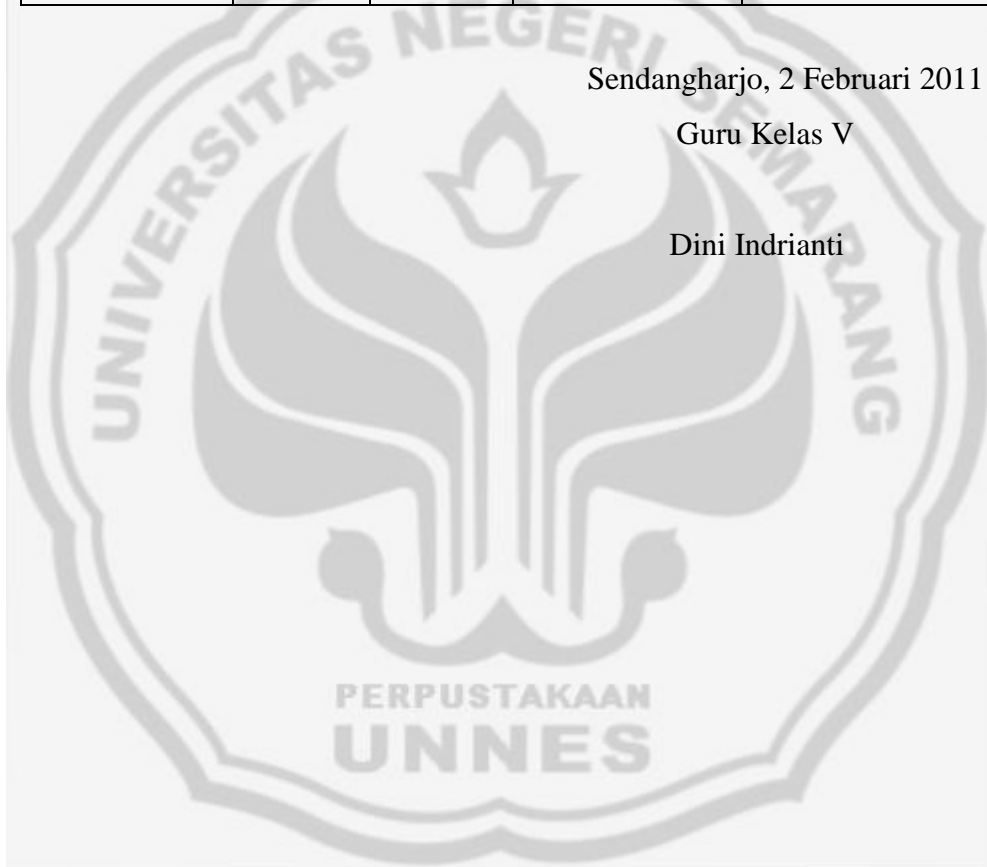 Sendangharjo, 2 Februari 2011
Guru Kelas V
Dini Indrianti
UNIVERSITAS NEGERI SEMARANG
PERPUSTAKAAN
UNNES